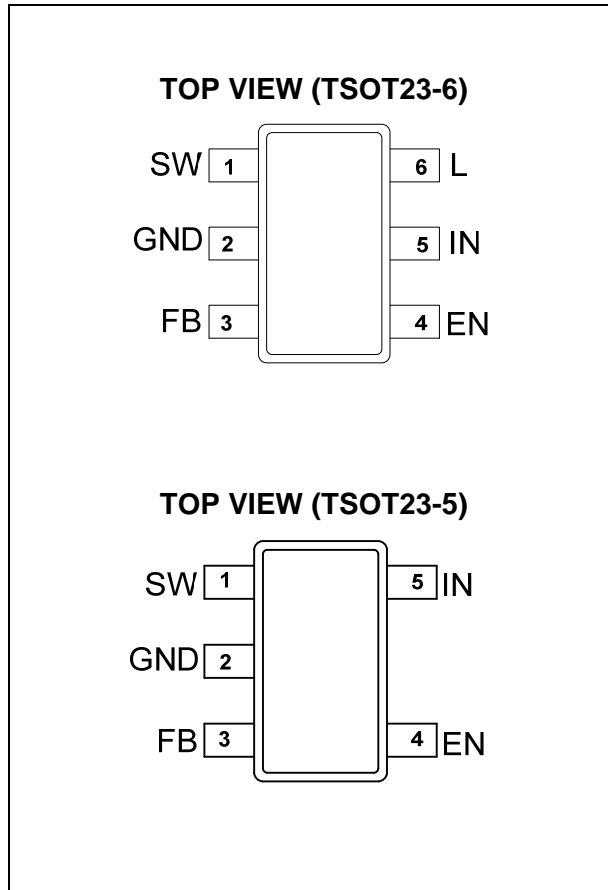 TOP VIEW (TSOT23-6)
SW 1 6 L
GND 2 5 IN
FB 3 4 EN
TOP VIEW (TSOT23-5)
SW 1 5 IN
GND 2
FB 3 4 EN